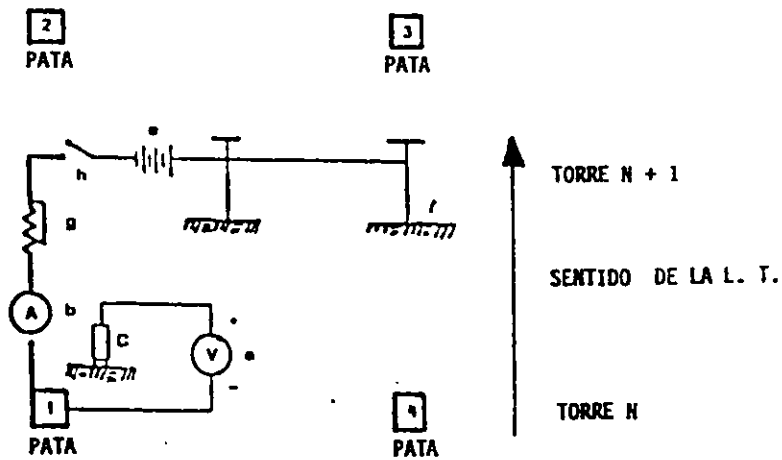 2
PATA
3
PATA
e
h
g
f
TORRE N + 1
SENTIDO DE LA L. T.
A
b
C
+
V
a
-
1
PATA
4
PATA
TORRE N